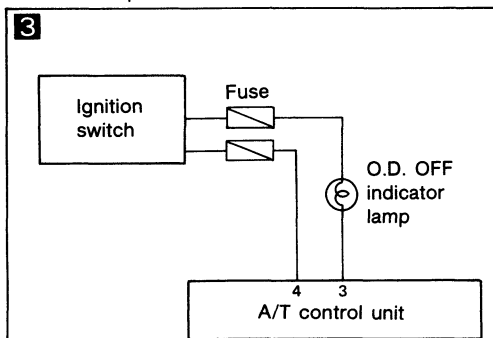 3
Fuse
Ignition
switch
O.D. OFF
indicator
lamp
4 3
A/T control unit